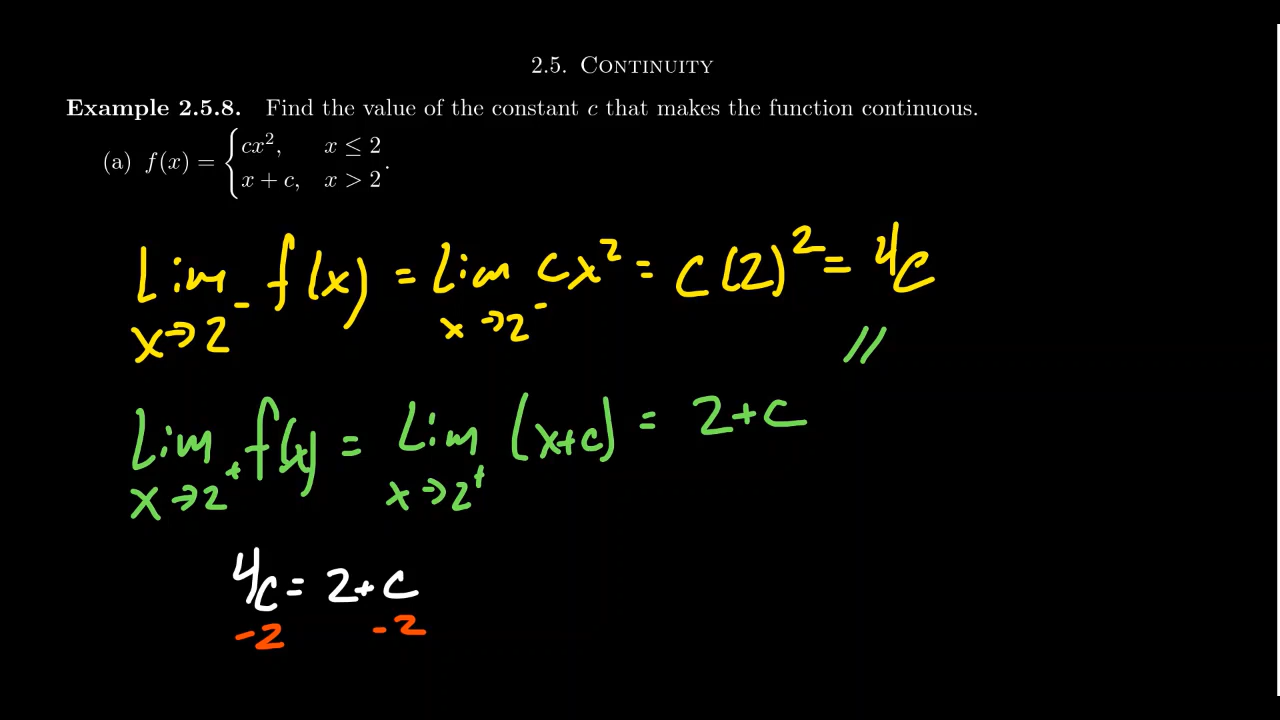 2.5. CONTINUITY
Example 2.5.8. Find the value of the constant c that makes the function continuous.
(a) f(x) = { cx², x ≤ 2
x + c, x > 2 .
lim x→2⁻ f(x) = lim x→2⁻ cx² = c(2)² = 4c
//
lim x→2⁺ f(x) = lim x→2⁺ (x+c) = 2+c
4c = 2+c
-2 -2